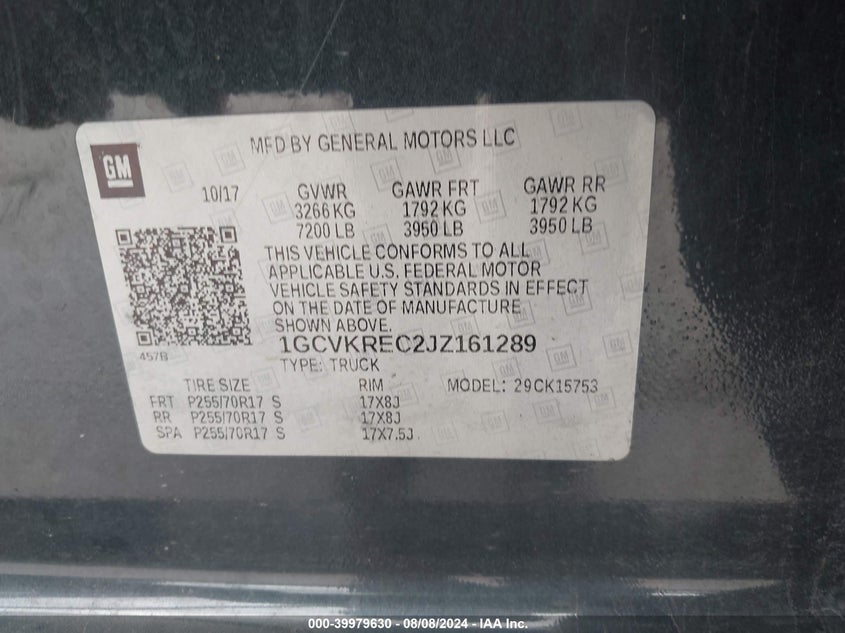 MFD BY GENERAL MOTORS LLC
GM
10/17 GVWR GAWR FRT GAWR RR
3266 KG 1792 KG 1792 KG
7200 LB 3950 LB 3950 LB
THIS VEHICLE CONFORMS TO ALL
APPLICABLE U.S. FEDERAL MOTOR
VEHICLE SAFETY STANDARDS IN EFFECT
ON THE DATE OF MANUFACTURE
SHOWN ABOVE.
457B
1GCVKREC2JZ161289
TYPE: TRUCK
TIRE SIZE RIM MODEL: 29CK15753
FRT P255/70R17 S 17X8J
RR P255/70R17 S 17X8J
SPA P255/70R17 S 17X7.5J
000-39979630 - 08/08/2024 - IAA Inc.